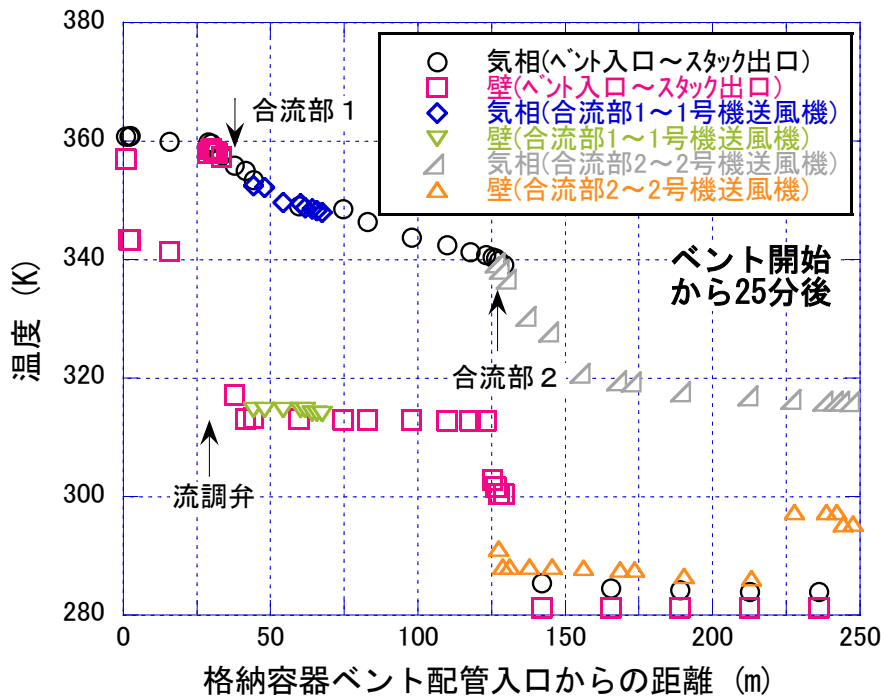 380
360
340
320
300
280
温度 (K)
気相(ﾍﾞﾝﾄ入口～ｽﾀｯｸ出口)
壁(ﾍﾞﾝﾄ入口～ｽﾀｯｸ出口)
気相(合流部1～1号機送風機)
壁(合流部1～1号機送風機)
気相(合流部2～2号機送風機)
壁(合流部2～2号機送風機)
合流部１
ベント開始
から25分後
合流部２
流調弁
0
50
100
150
200
250
格納容器ベント配管入口からの距離 (m)